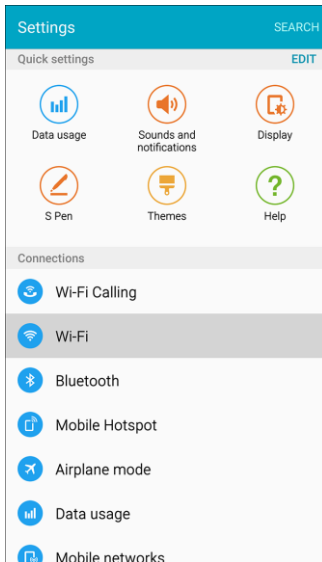 Settings SEARCH
Quick settings EDIT
Data usage
Sounds and
notifications
Display
S Pen
Themes
Help
Connections
Wi-Fi Calling
Wi-Fi
Bluetooth
Mobile Hotspot
Airplane mode
Data usage
Mobile networks